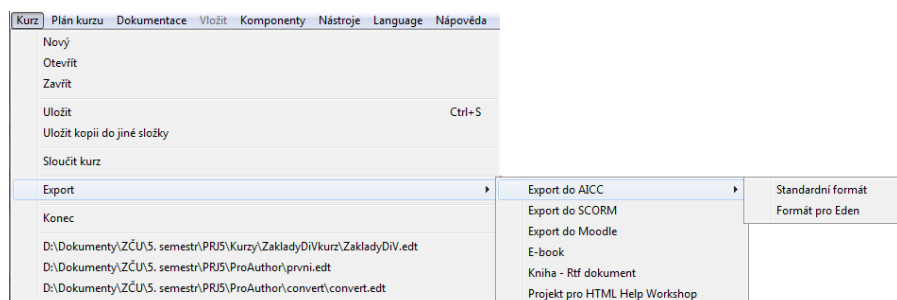 Kurz Plán kurzu Dokumentace Vložit Komponenty Nástroje Language Nápověda
Nový
Otevřít
Zavřít
Uložit Ctrl+S
Uložit kopii do jiné složky
Sloučit kurz
Export
Konec
D:\Dokumenty\ZČU\5. semestr\PRJ5\Kurzy\ZakladyDiVkurz\ZakladyDiV.edt
D:\Dokumenty\ZČU\5. semestr\PRJ5\ProAuthor\prvni.edt
D:\Dokumenty\ZČU\5. semestr\PRJ5\ProAuthor\convert\convert.edt
Export do AICC
Export do SCORM
Export do Moodle
E-book
Kniha - Rtf dokument
Projekt pro HTML Help Workshop
Standardní formát
Formát pro Eden